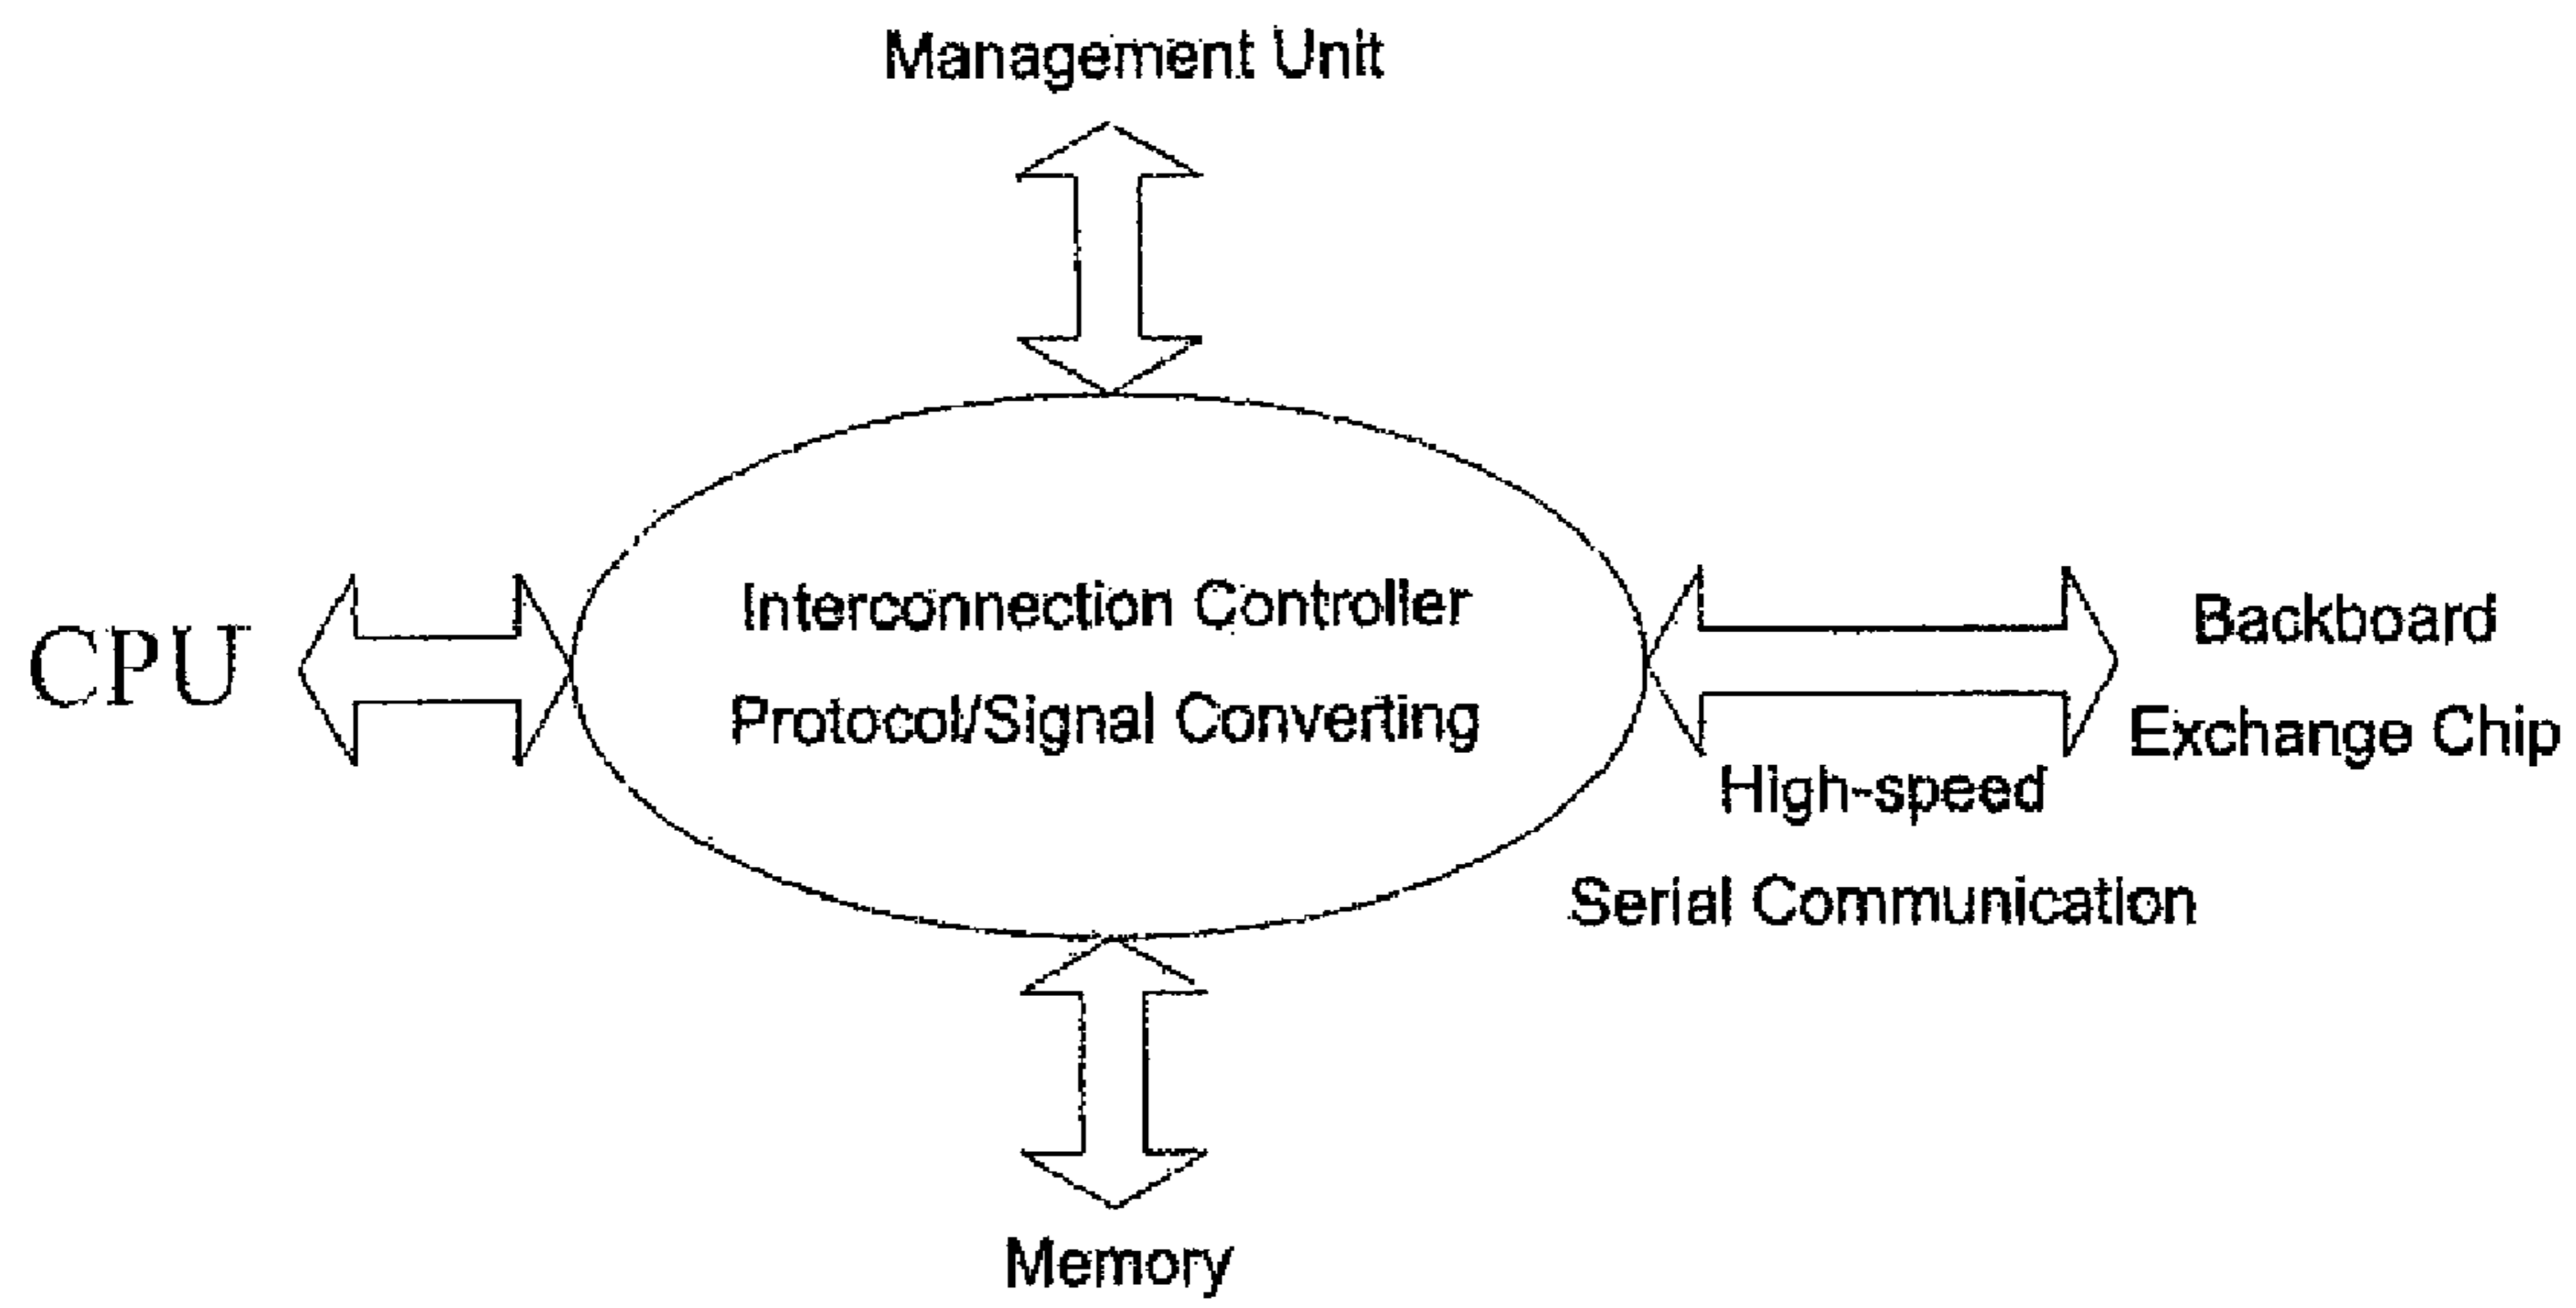 Management Unit
CPU
Interconnection Controller
Protocol/Signal Converting
Backboard
Exchange Chip
High-speed
Serial Communication
Memory